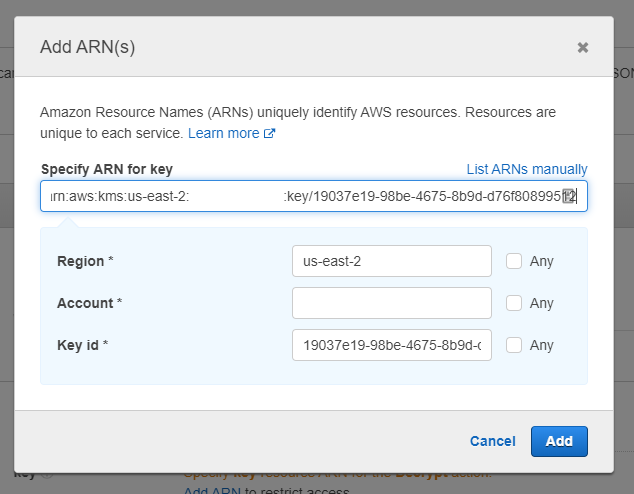 Add ARN(s)
Amazon Resource Names (ARNs) uniquely identify AWS resources. Resources are
unique to each service. Learn more
Specify ARN for key
List ARNs manually
arn:aws:kms:us-east-2: :key/19037e19-98be-4675-8b9d-d76f80899512
Region *
us-east-2
Any
Account *
Any
Key id *
19037e19-98be-4675-8b9d-c
Any
Cancel
Add
key
Specify key resource ARN for the Decrypt action.
Add ARN to restrict access